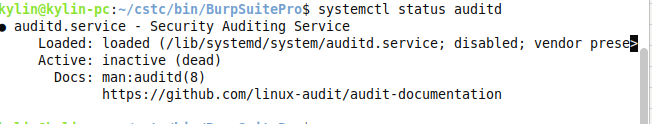 kylin@kylin-pc:~/cstc/bin/BurpSuitePro$ systemctl status auditd
● auditd.service - Security Auditing Service
Loaded: loaded (/lib/systemd/system/auditd.service; disabled; vendor prese>
Active: inactive (dead)
Docs: man:auditd(8)
https://github.com/linux-audit/audit-documentation